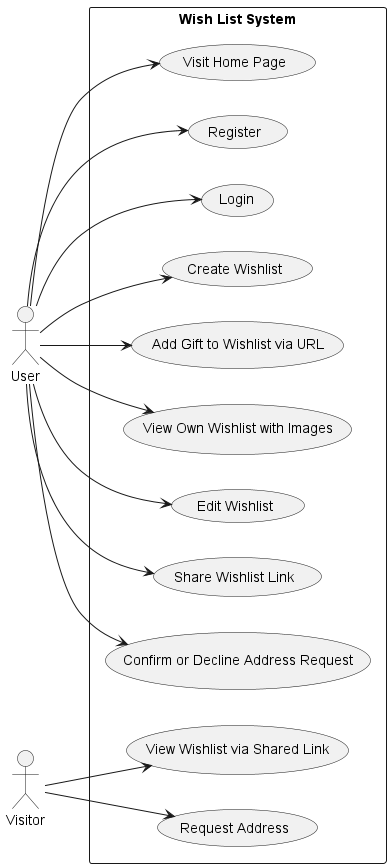 Wish List System
Visit Home Page
Register
Login
Create Wishlist
Add Gift to Wishlist via URL
User
View Own Wishlist with Images
Edit Wishlist
Share Wishlist Link
Confirm or Decline Address Request
View Wishlist via Shared Link
Visitor
Request Address